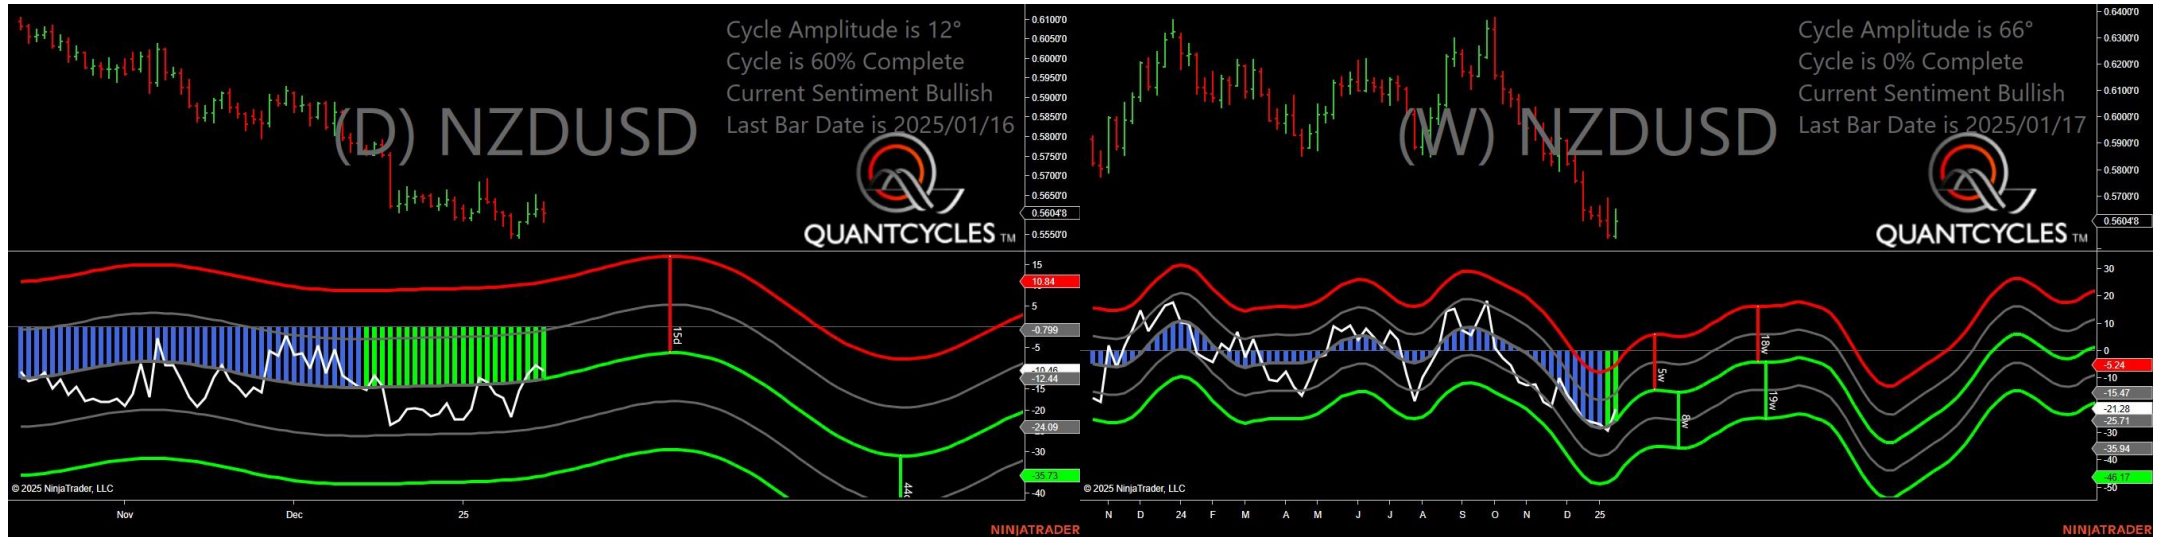 Cycle Amplitude is 12°
Cycle is 60% Complete
Current Sentiment Bullish
Last Bar Date is 2025/01/16
(D) NZDUSD
QUANTCYCLES TM
0.6100'0
0.6050'0
0.6000'0
0.5950'0
0.5900'0
0.5850'0
0.5800'0
0.5750'0
0.5700'0
0.5650'0
0.5604'8
0.5550'0
15
10.84
5
-0.799
-5
-10.46
-12.44
-15
-20
-24.09
-30
-35.73
-40
15d
© 2025 NinjaTrader, LLC
Nov
Dec
25
NINJATRADER
Cycle Amplitude is 66°
Cycle is 0% Complete
Current Sentiment Bullish
Last Bar Date is 2025/01/17
(W) NZDUSD
QUANTCYCLES TM
0.6400'0
0.6300'0
0.6200'0
0.6100'0
0.6000'0
0.5900'0
0.5800'0
0.5700'0
0.5604'8
30
20
10
0
-5.24
-10
-15.47
-21.28
-25.71
-30
-35.94
-40
-46.17
-50
5w
8w
18w
19w
© 2025 NinjaTrader, LLC
N
D
24
F
M
A
M
J
J
A
S
O
N
D
25
NINJATRADER